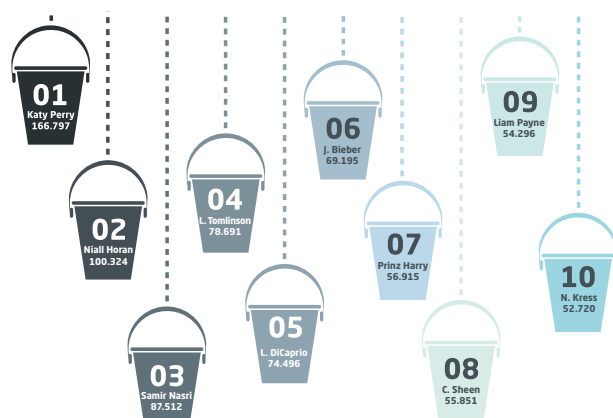 01
Katy Perry
166.797
02
Niall Horan
100.324
03
Samir Nasri
87.512
04
L. Tomlinson
78.691
05
L. DiCaprio
74.496
06
J. Bieber
69.195
07
Prinz Harry
56.915
08
C. Sheen
55.851
09
Liam Payne
54.296
10
N. Kress
52.720